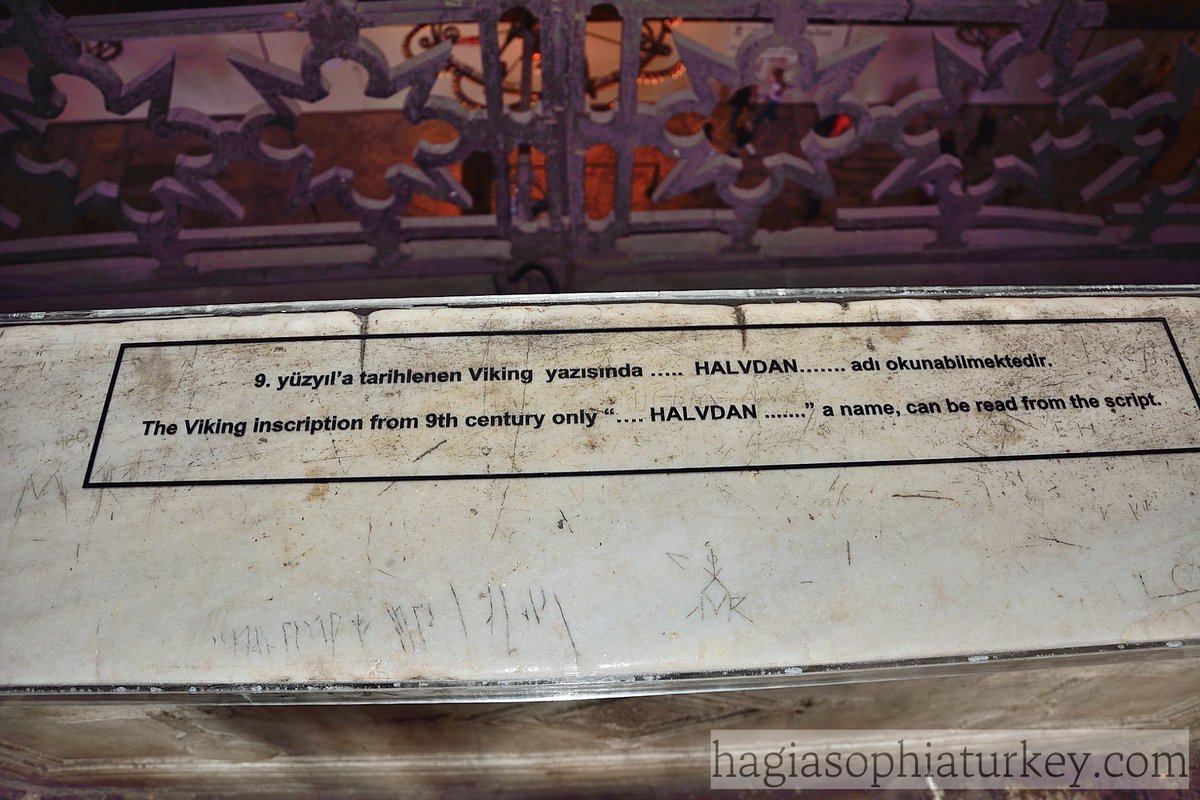 9. yüzyıl'a tarihlenen Viking yazısında ..... HALVDAN....... adı okunabilmektedir.
The Viking inscription from 9th century only “.... HALVDAN .......” a name, can be read from the script.
hagiasophiaturkey.com